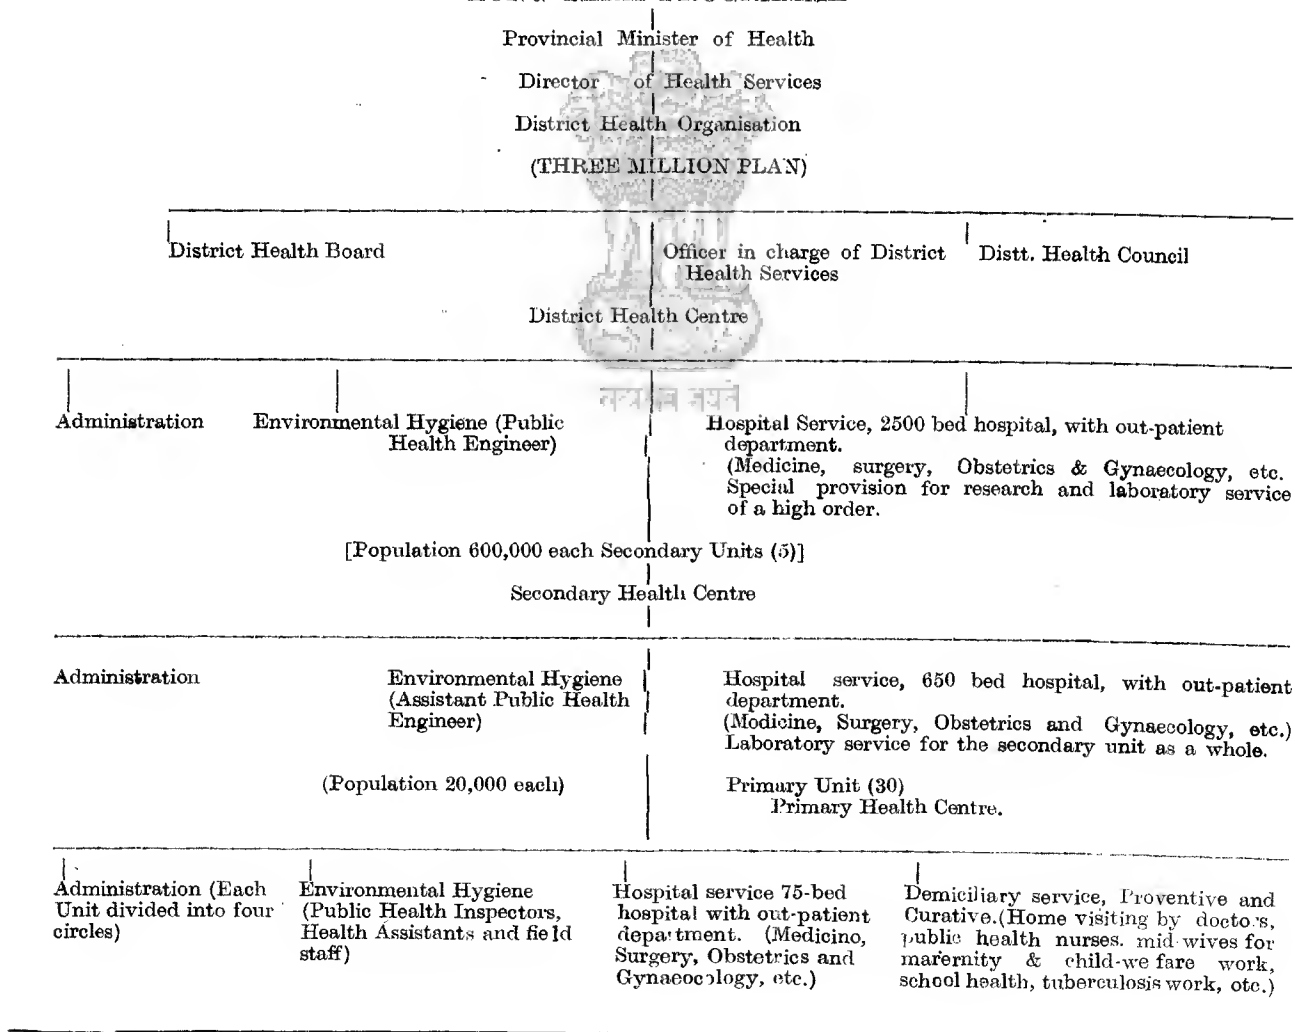 Provincial Minister of Health
Director of Health Services
District Health Organisation
(THREE MILLION PLAN)
District Health Board
Officer in charge of District
Health Services
Distt. Health Council
District Health Centre
Administration
Environmental Hygiene (Public
Health Engineer)
Hospital Service, 2500 bed hospital, with out-patient
department.
(Medicine, surgery, Obstetrics & Gynaecology, etc.
Special provision for research and laboratory service
of a high order.
[Population 600,000 each Secondary Units (5)]
Secondary Health Centre
Administration
Environmental Hygiene
(Assistant Public Health
Engineer)
Hospital service, 650 bed hospital, with out-patient
department.
(Modicine, Surgery, Obstetrics and Gynaecology, etc.)
Laboratory service for the secondary unit as a whole.
(Population 20,000 each)
Primary Unit (30)
Primary Health Centre.
Administration (Each
Unit divided into four
circles)
Environmental Hygiene
(Public Health Inspectors,
Health Assistants and field
staff)
Hospital service 75-bed
hospital with out-patient
depa:tment. (Medicino,
Surgery, Obstetrics and
Gynaeocology, etc.)
Demiciliary service, Proventive and
Curative.(Home visiting by docto.s,
public health nurses. mid wives for
maternity & child-we fare work,
school health, tuberculosis work, otc.)